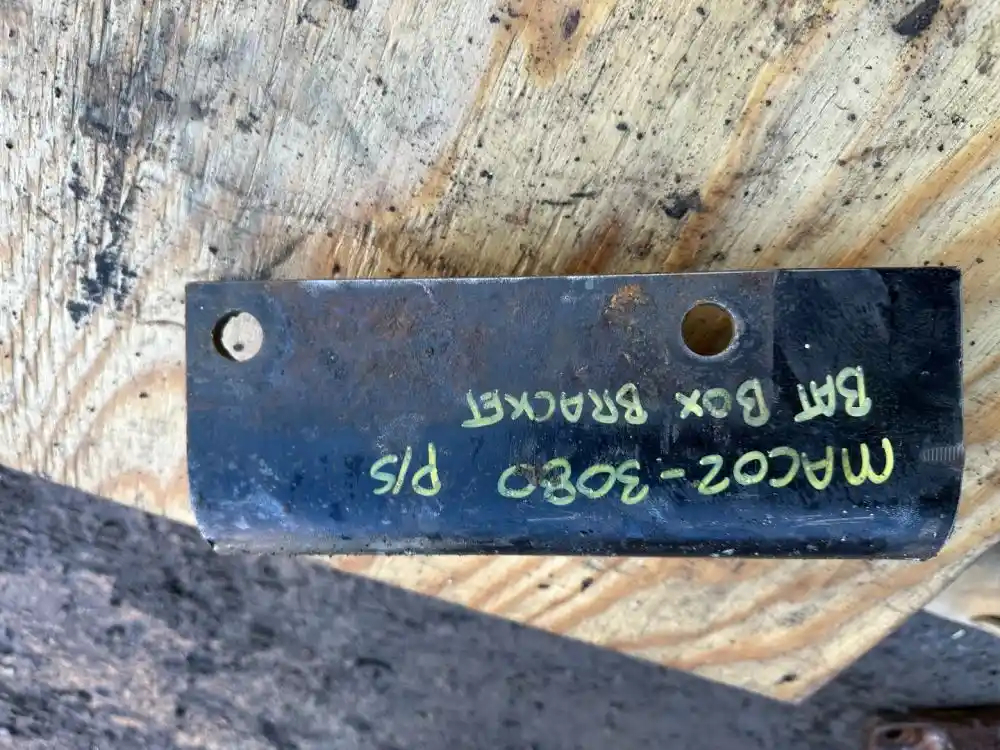 MAC02-3080 P/S
BAT BOX BRACKET